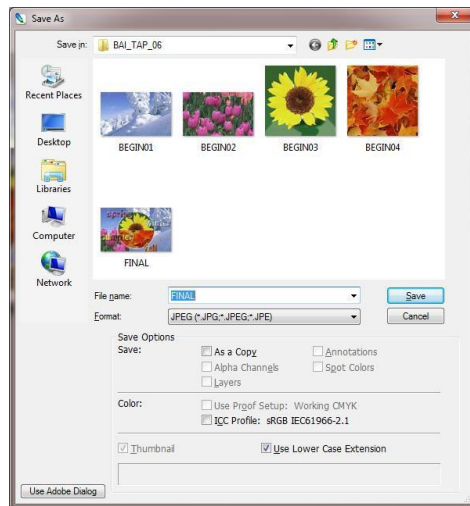 Save As
Save in: BAI_TAP_06
Recent Places
Desktop
Libraries
Computer
Network
BEGIN01 BEGIN02 BEGIN03 BEGIN04
spring
fall
FINAL
File name: FINAL Save
Format: JPEG (*.JPG;*.JPEG;*.JPE) Cancel
Save Options
Save: As a Copy Annotations
Alpha Channels Spot Colors
Layers
Color: Use Proof Setup: Working CMYK
ICC Profile: sRGB IEC61966-2.1
Thumbnail Use Lower Case Extension
Use Adobe Dialog